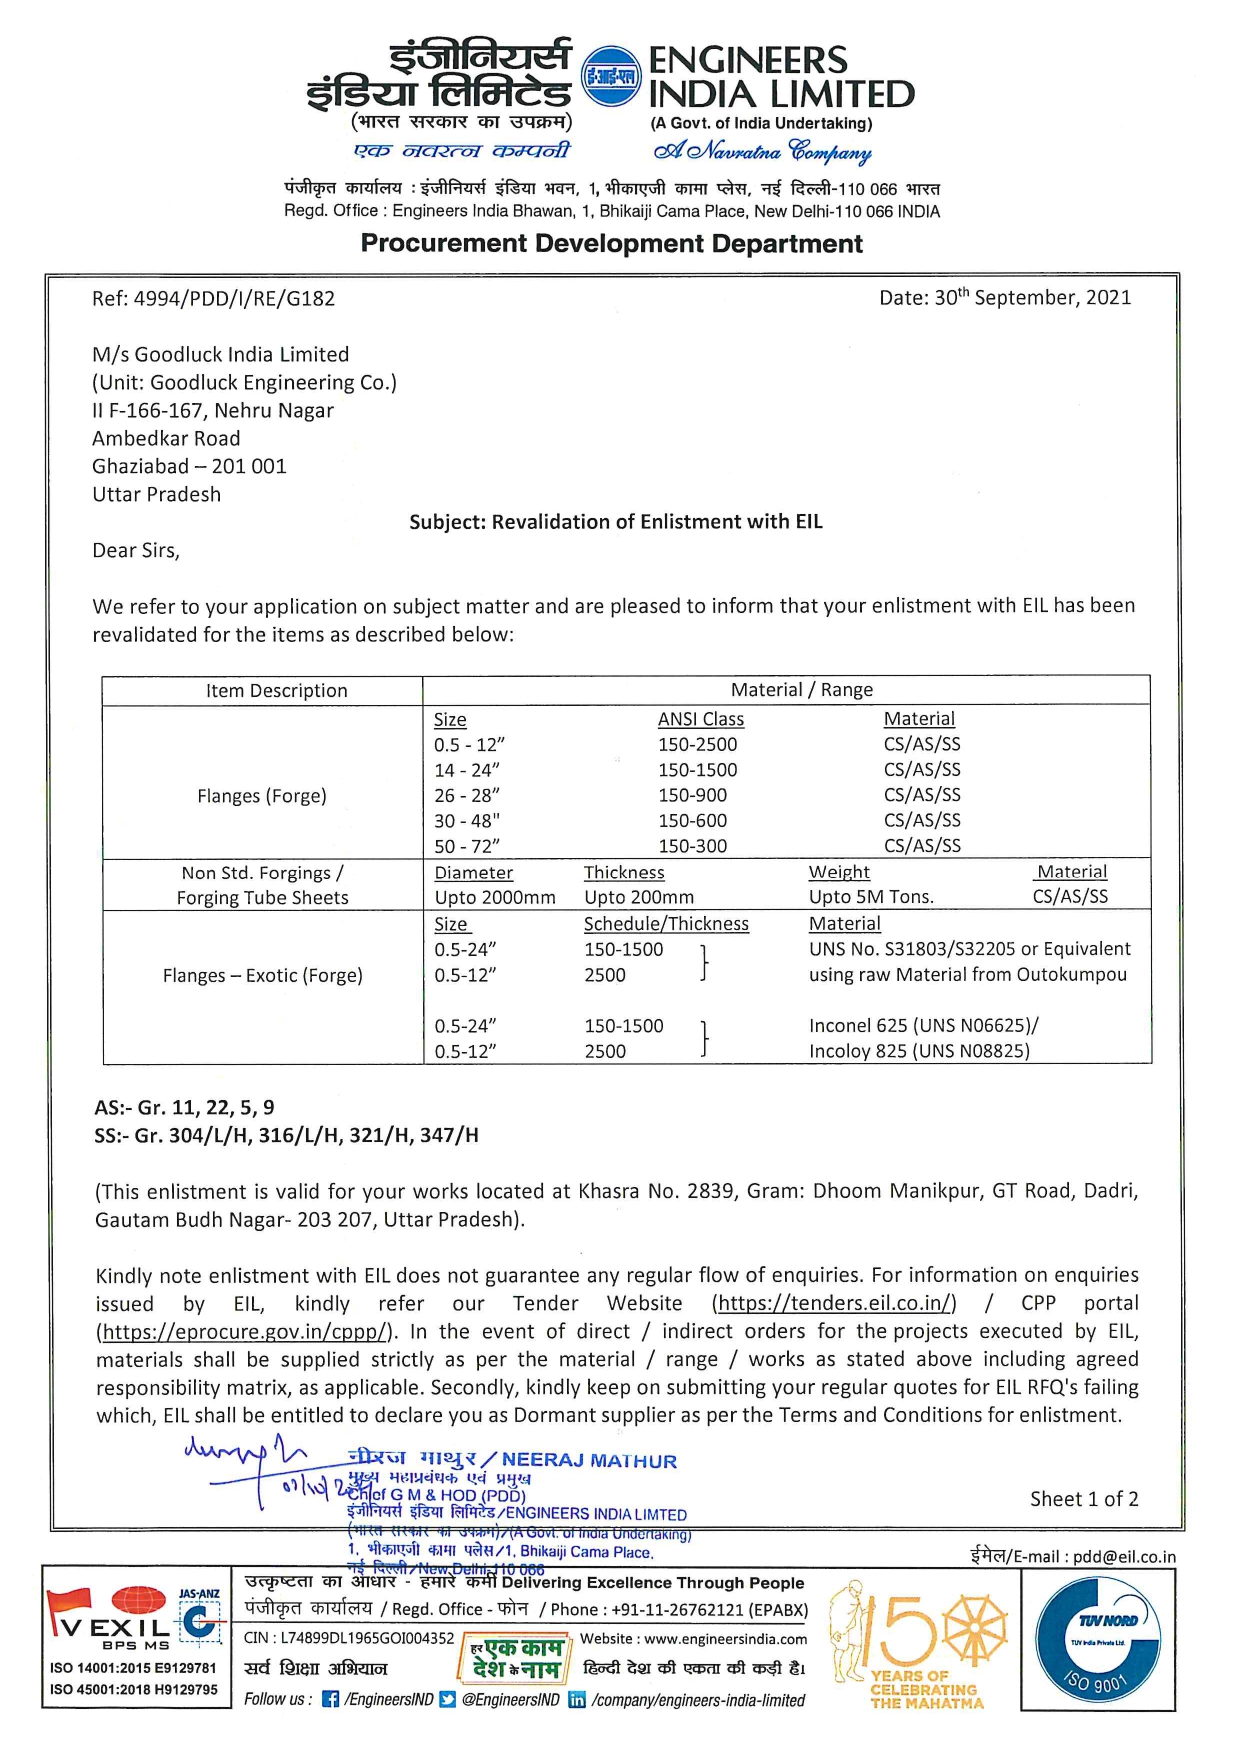 इंजीनियर्स
इंडिया लिमिटेड
(भारत सरकार का उपक्रम)
एक नवरत्न कम्पनी
ई.आई.एल
ENGINEERS
INDIA LIMITED
(A Govt. of India Undertaking)
A Navratna Company
पंजीकृत कार्यालय : इंजीनियर्स इंडिया भवन, 1, भीकाएजी कामा प्लेस, नई दिल्ली-110 066 भारत
Regd. Office : Engineers India Bhawan, 1, Bhikaiji Cama Place, New Delhi-110 066 INDIA
Procurement Development Department
Ref: 4994/PDD/I/RE/G182 Date: 30th September, 2021
M/s Goodluck India Limited
(Unit: Goodluck Engineering Co.)
II F-166-167, Nehru Nagar
Ambedkar Road
Ghaziabad – 201 001
Uttar Pradesh
Subject: Revalidation of Enlistment with EIL
Dear Sirs,
We refer to your application on subject matter and are pleased to inform that your enlistment with EIL has been
revalidated for the items as described below:
Item Description Material / Range
Size ANSI Class Material
0.5 - 12” 150-2500 CS/AS/SS
14 - 24” 150-1500 CS/AS/SS
Flanges (Forge) 26 - 28” 150-900 CS/AS/SS
30 - 48" 150-600 CS/AS/SS
50 - 72” 150-300 CS/AS/SS
Non Std. Forgings / Diameter Thickness Weight Material
Forging Tube Sheets Upto 2000mm Upto 200mm Upto 5M Tons. CS/AS/SS
Size Schedule/Thickness Material
0.5-24” 150-1500 UNS No. S31803/S32205 or Equivalent
Flanges – Exotic (Forge) 0.5-12” 2500 using raw Material from Outokumpou
0.5-24” 150-1500 Inconel 625 (UNS N06625)/
0.5-12” 2500 Incoloy 825 (UNS N08825)
AS:- Gr. 11, 22, 5, 9
SS:- Gr. 304/L/H, 316/L/H, 321/H, 347/H
(This enlistment is valid for your works located at Khasra No. 2839, Gram: Dhoom Manikpur, GT Road, Dadri,
Gautam Budh Nagar- 203 207, Uttar Pradesh).
Kindly note enlistment with EIL does not guarantee any regular flow of enquiries. For information on enquiries
issued by EIL, kindly refer our Tender Website (https://tenders.eil.co.in/) / CPP portal
(https://eprocure.gov.in/cppp/). In the event of direct / indirect orders for the projects executed by EIL,
materials shall be supplied strictly as per the material / range / works as stated above including agreed
responsibility matrix, as applicable. Secondly, kindly keep on submitting your regular quotes for EIL RFQ's failing
which, EIL shall be entitled to declare you as Dormant supplier as per the Terms and Conditions for enlistment.
नीरज माथुर / NEERAJ MATHUR
मुख्य महाप्रबंधक एवं प्रमुख
Chief G M & HOD (PDD)
इंजीनियर्स इंडिया लिमिटेड/ENGINEERS INDIA LIMTED
(भारत सरकार का उपक्रम)/(A Govt. of India Undertaking)
1, भीकाएजी कामा प्लेस/1, Bhikaiji Cama Place.
नई दिल्ली/New Delhi-110 066
Sheet 1 of 2
ईमेल/E-mail : pdd@eil.co.in
VEXIL
BPS MS
JAS-ANZ
ISO 14001:2015 E9129781
ISO 45001:2018 H9129795
उत्कृष्टता का आधार - हमारे कर्मी Delivering Excellence Through People
पंजीकृत कार्यालय / Regd. Office - फोन / Phone : +91-11-26762121 (EPABX)
CIN : L74899DL1965GOI004352
सर्व शिक्षा अभियान
हर एक काम
देश के नाम
Website : www.engineersindia.com
हिन्दी देश की एकता की कड़ी है।
Follow us : /EngineersIND @EngineersIND /company/engineers-india-limited
150
YEARS OF
CELEBRATING
THE MAHATMA
TUV NORD
TUV India Private Ltd.
ISO 9001